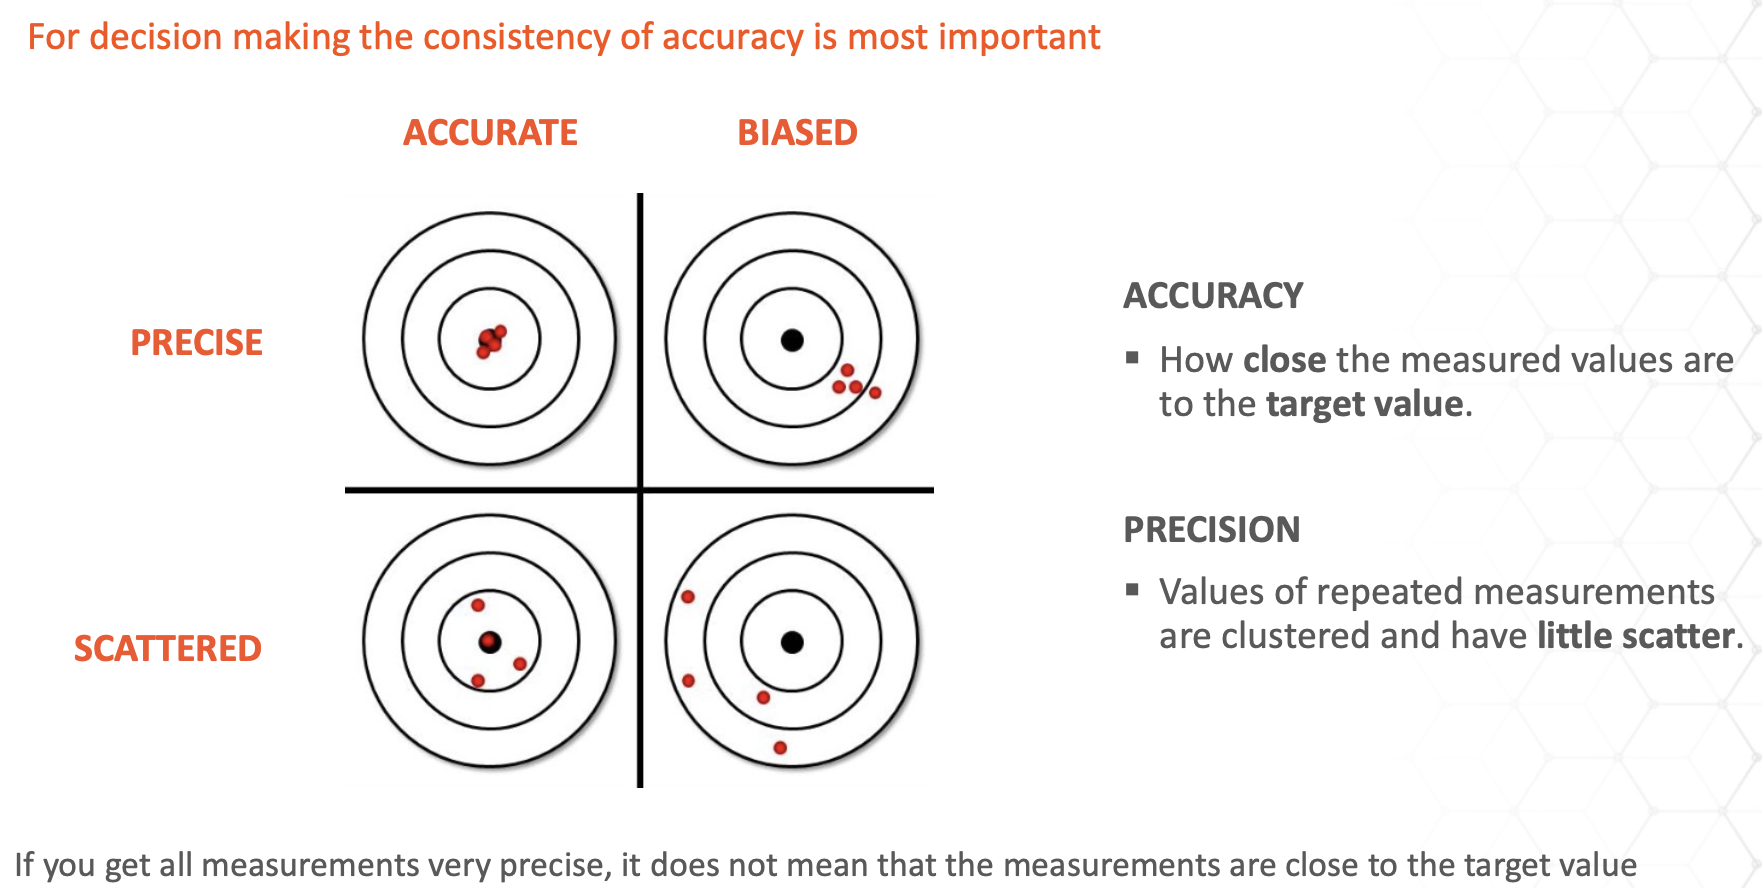 For decision making the consistency of accuracy is most important
ACCURATE
BIASED
PRECISE
SCATTERED
ACCURACY
▪ How close the measured values are
to the target value.
PRECISION
▪ Values of repeated measurements
are clustered and have little scatter.
If you get all measurements very precise, it does not mean that the measurements are close to the target value